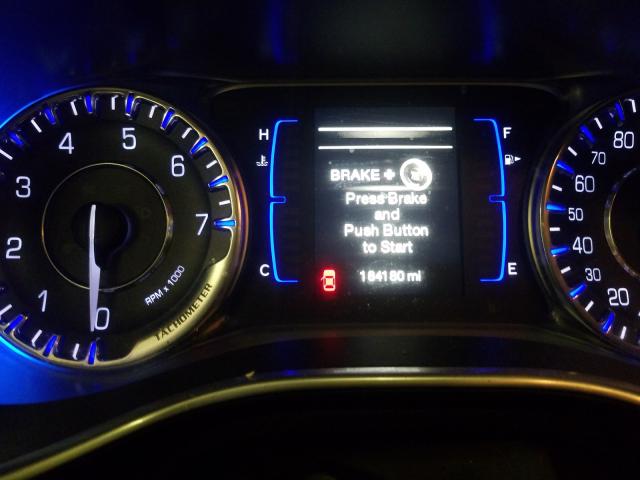 0
1
2
3
4
5
6
7
RPM x 1000
TACHOMETER
H
C
BRAKE +
Press Brake
and
Push Button
to Start
184180 mi
F
E
80
70
60
50
40
30
20